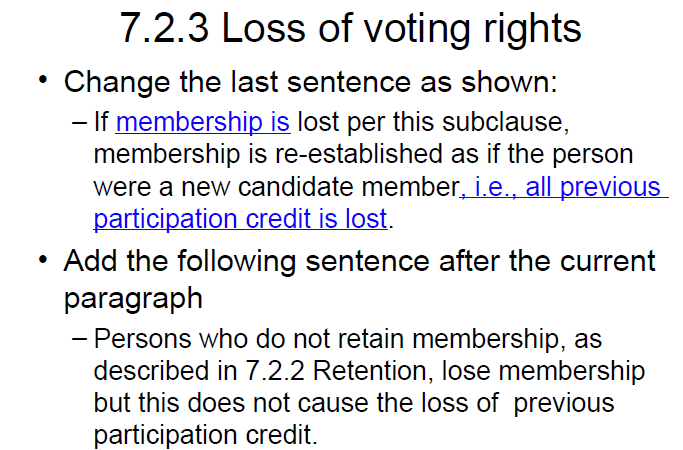 7.2.3 Loss of voting rights
• Change the last sentence as shown:
– If membership is lost per this subclause,
membership is re-established as if the person
were a new candidate member, i.e., all previous
participation credit is lost.
• Add the following sentence after the current
paragraph
– Persons who do not retain membership, as
described in 7.2.2 Retention, lose membership
but this does not cause the loss of  previous
participation credit.